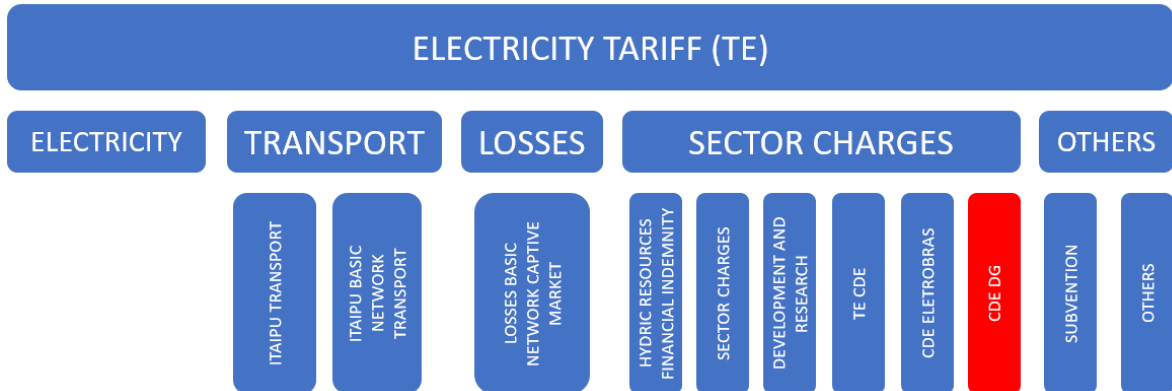 ELECTRICITY TARIFF (TE)
ELECTRICITY
TRANSPORT
LOSSES
SECTOR CHARGES
OTHERS
ITAIPU TRANSPORT
ITAIPU BASIC
NETWORK
TRANSPORT
LOSSES BASIC
NETWORK CAPTIVE
MARKET
HYDRIC RESOURCES
FINANCIAL INDEMNITY
SECTOR CHARGES
DEVELOPMENT AND
RESEARCH
TE CDE
CDE ELETROBRAS
CDE DG
SUBVENTION
OTHERS